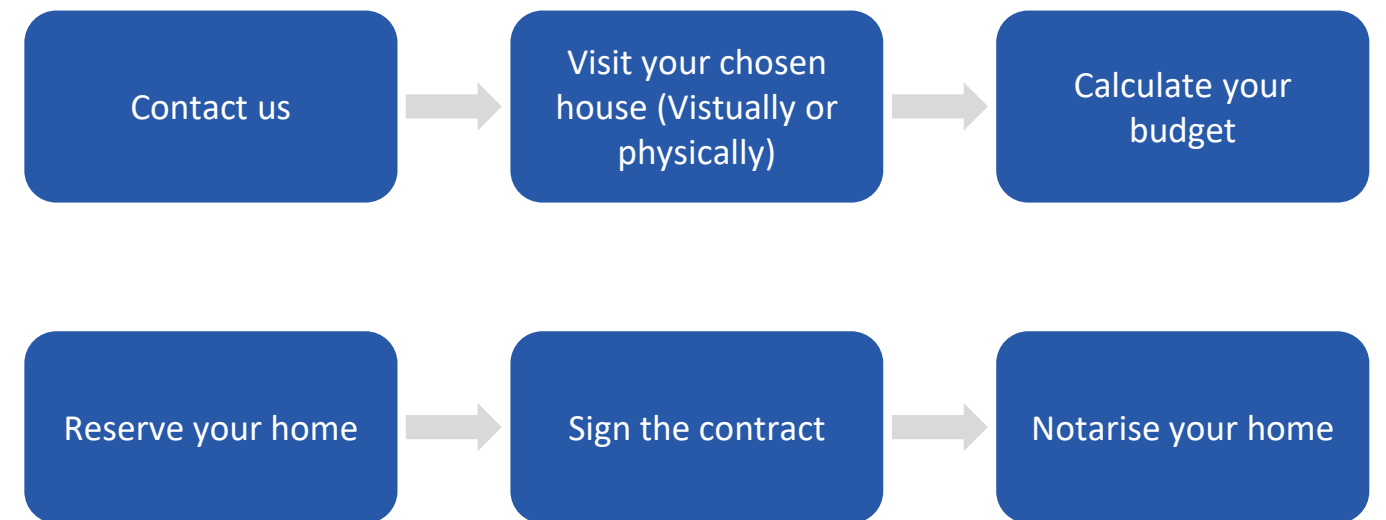 Contact us
Visit your chosen
house (Vistually or
physically)
Calculate your
budget
Reserve your home
Sign the contract
Notarise your home